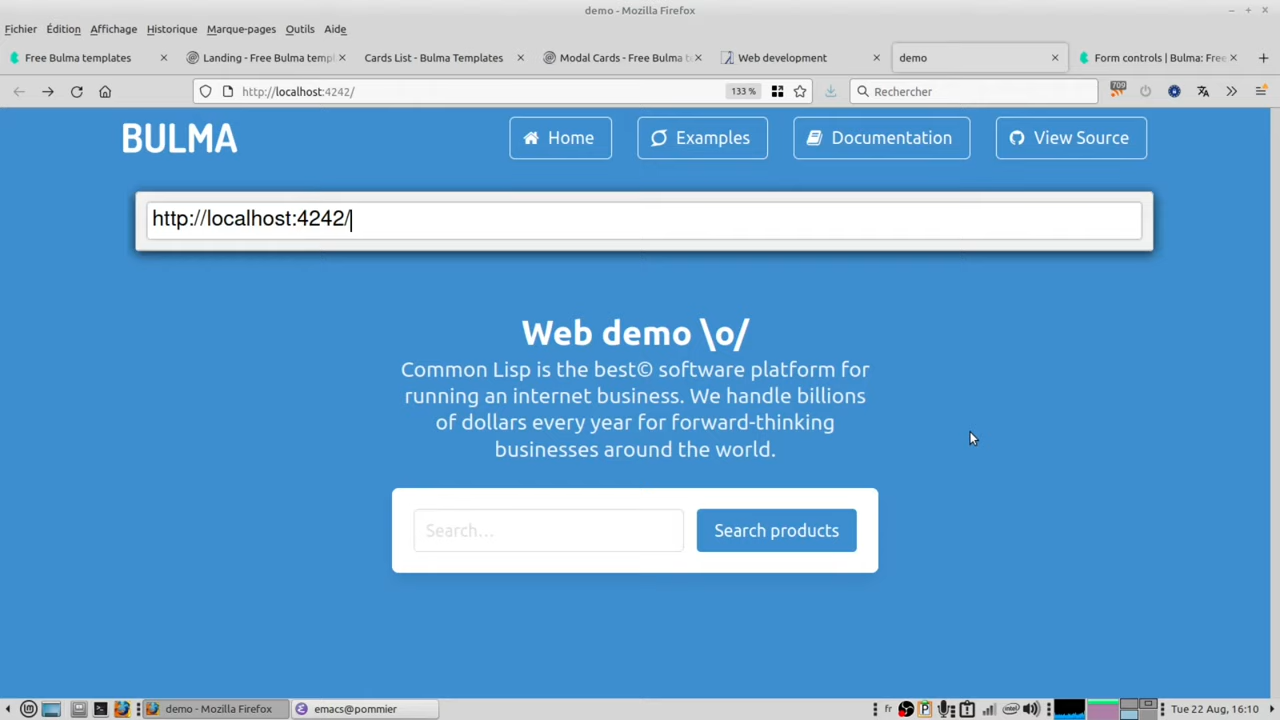 demo - Mozilla Firefox
Fichier Édition Affichage Historique Marque-pages Outils Aide
Free Bulma templates
Landing - Free Bulma templ
Cards List - Bulma Templates
Modal Cards - Free Bulma t
Web development
demo
Form controls | Bulma: Free
http://localhost:4242/
133 %
Rechercher
709
BULMA
Home
Examples
Documentation
View Source
http://localhost:4242/
Web demo \o/
Common Lisp is the best© software platform for
running an internet business. We handle billions
of dollars every year for forward-thinking
businesses around the world.
Search...
Search products
demo - Mozilla Firefox
emacs@pommier
fr
Tue 22 Aug, 16:10